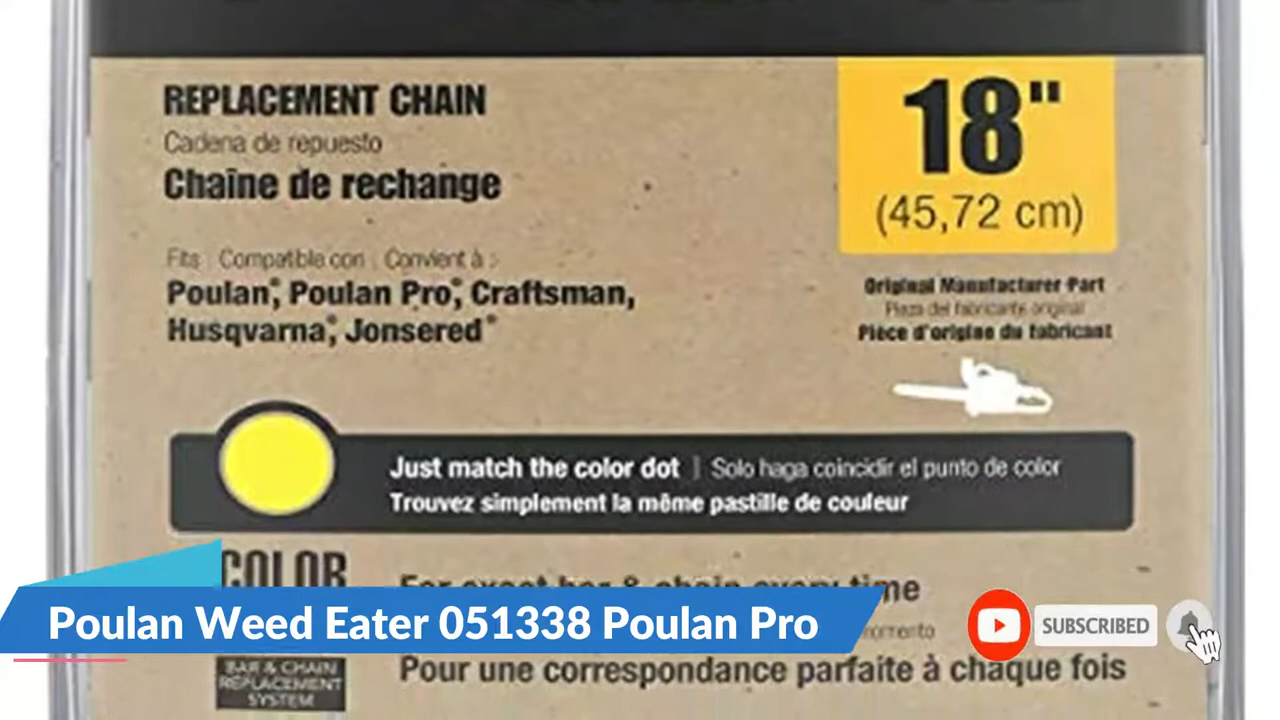 REPLACEMENT CHAIN
Cadena de repuesto
Chaîne de rechange
18"
(45,72 cm)
Fits Compatible con Convient à :
Poulan®, Poulan Pro®, Craftsman,
Husqvarna®, Jonsered®
Original Manufacturer Part
Pieza del fabricante original
Pièce d'origine du fabricant
Just match the color dot | Solo haga coincidir el punto de color
Trouvez simplement la même pastille de couleur
COLOR
For exact bar & chain every time
Poulan Weed Eater 051338 Poulan Pro
momento
SUBSCRIBED
BAR & CHAIN
REPLACEMENT
SYSTEM
Pour une correspondance parfaite à chaque fois